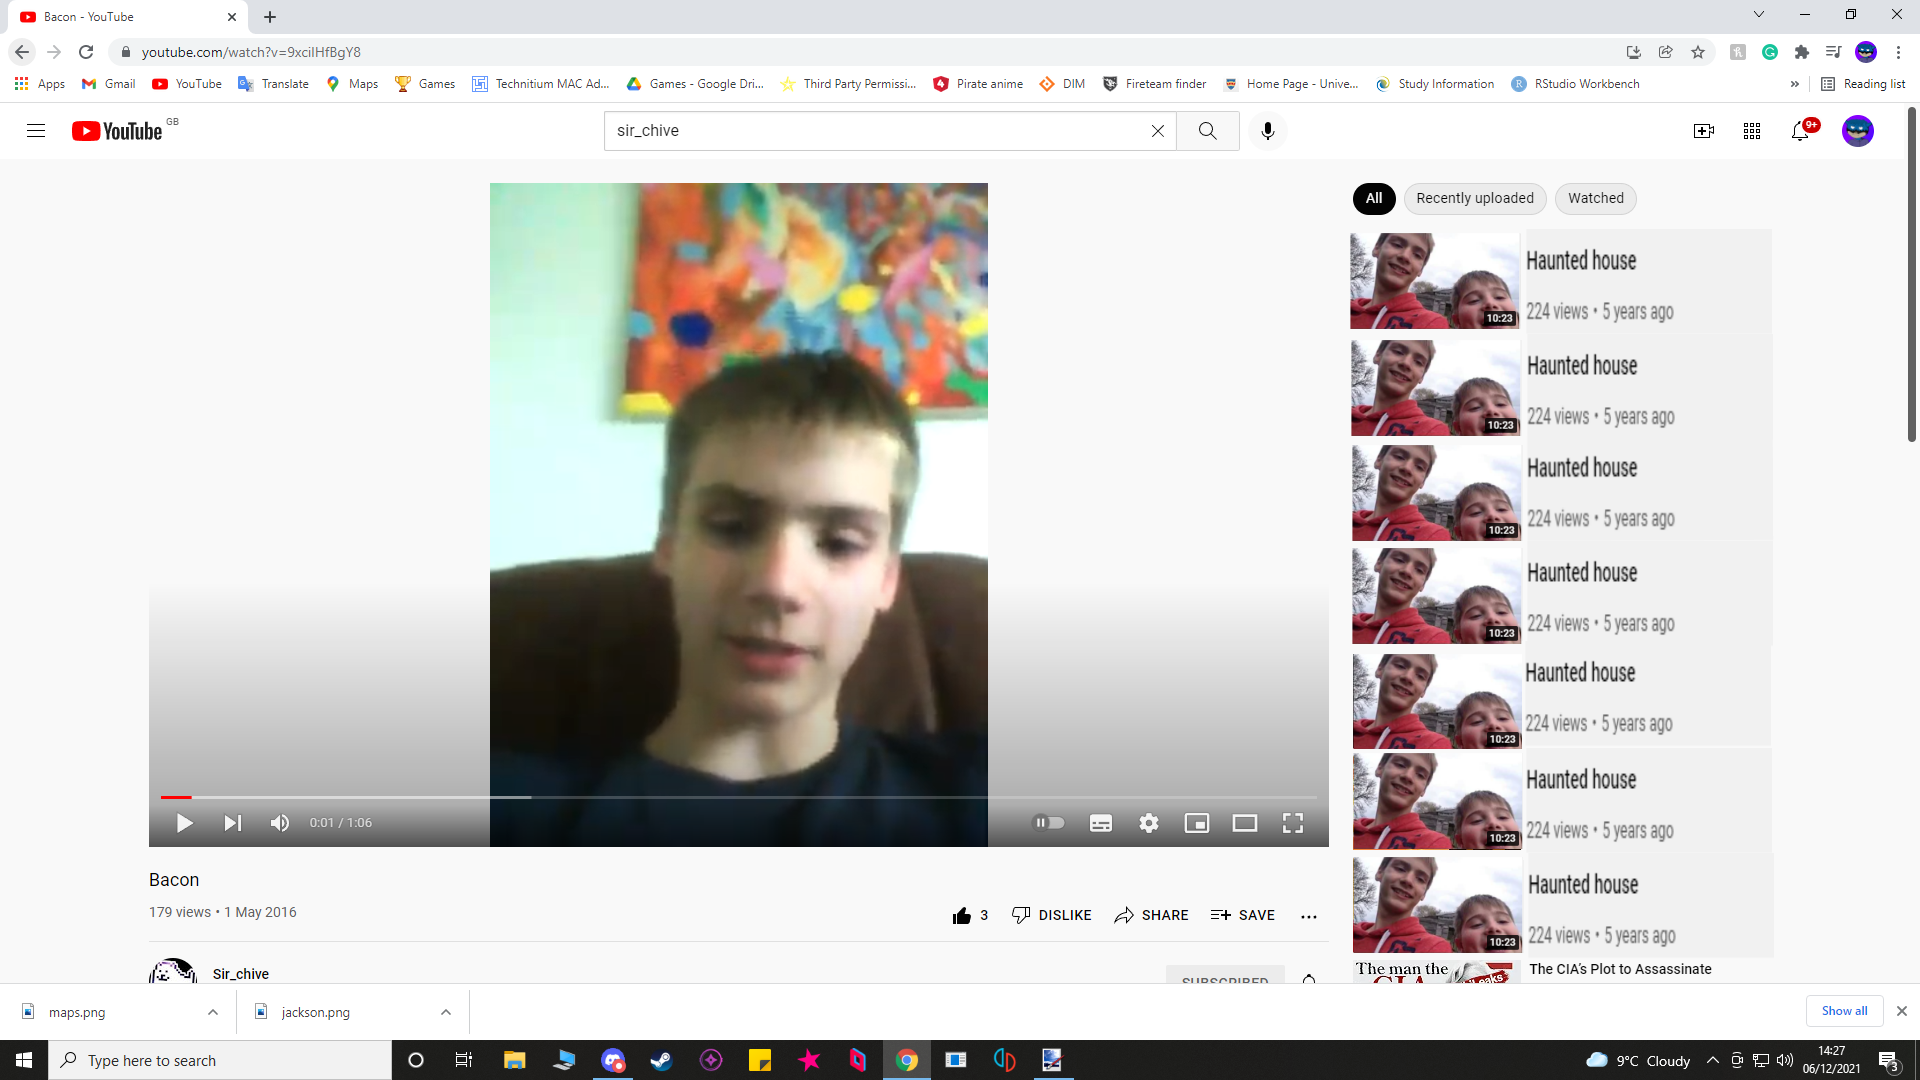 Bacon - YouTube
youtube.com/watch?v=9xcilHfBgY8
Apps
Gmail
YouTube
Translate
Maps
Games
Technitium MAC Ad...
Games - Google Dri...
Third Party Permissi...
Pirate anime
DIM
Fireteam finder
Home Page - Unive...
Study Information
RStudio Workbench
»
Reading list
YouTube GB
sir_chive
9+
All
Recently uploaded
Watched
Haunted house
224 views • 5 years ago
10:23
Haunted house
224 views • 5 years ago
10:23
Haunted house
224 views • 5 years ago
10:23
Haunted house
224 views • 5 years ago
10:23
Haunted house
224 views • 5 years ago
10:23
Haunted house
224 views • 5 years ago
10:23
Haunted house
224 views • 5 years ago
10:23
The man the
CIA
The CIA's Plot to Assassinate
0:01 / 1:06
Bacon
179 views • 1 May 2016
3
DISLIKE
SHARE
SAVE
Sir_chive
SUBSCRIBED
maps.png
jackson.png
Show all
Type here to search
9°C Cloudy
14:27
06/12/2021
3